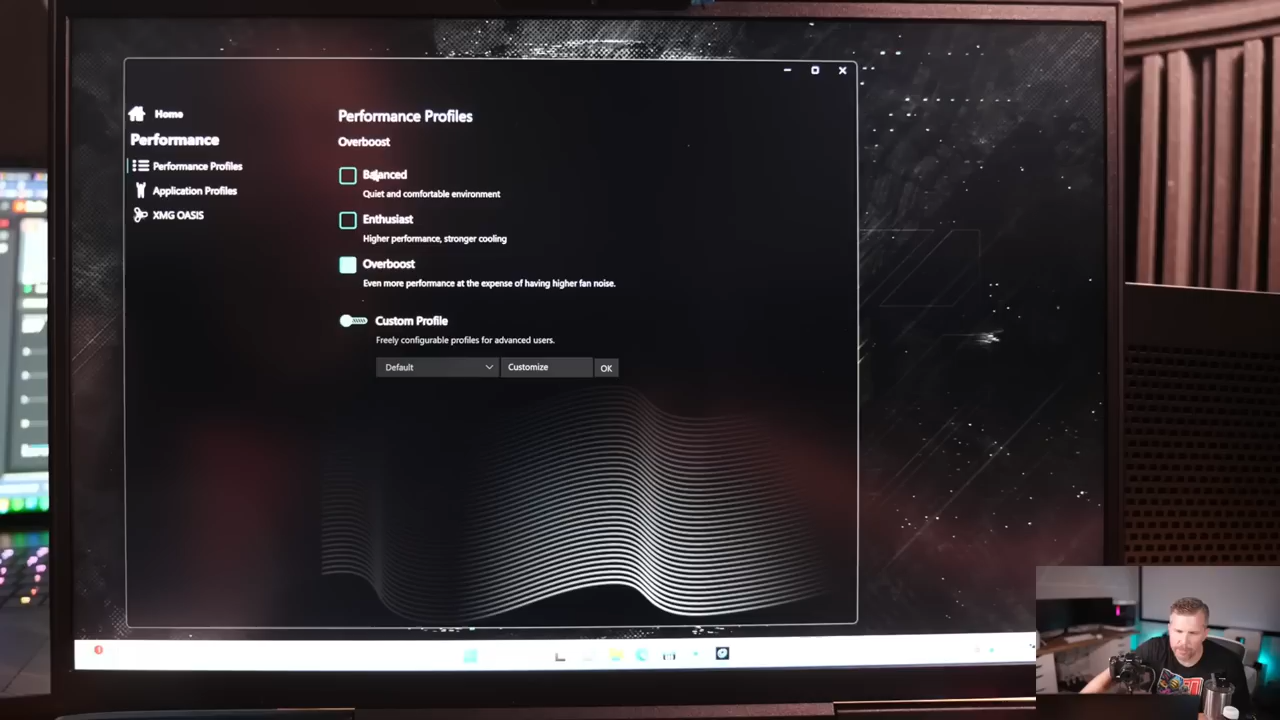 Home
Performance
Performance Profiles
Application Profiles
XMG OASIS
Performance Profiles
Overboost
Balanced
Quiet and comfortable environment
Enthusiast
Higher performance, stronger cooling
Overboost
Even more performance at the expense of having higher fan noise.
Custom Profile
Freely configurable profiles for advanced users.
Default
Customize
OK